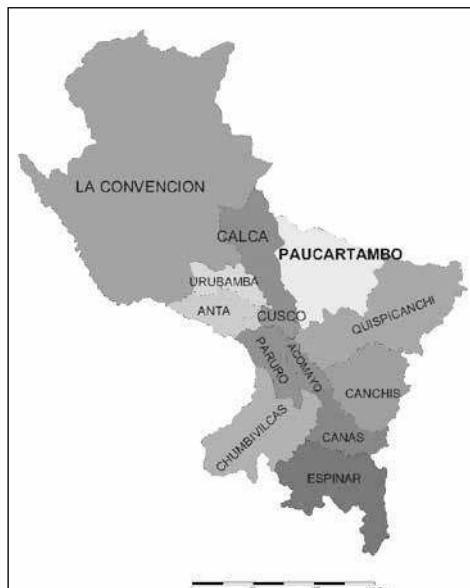 LA CONVENCION
CALCA
PAUCARTAMBO
URUBAMBA
ANTA
CUSCO
QUISPICANCHI
PARURO
ACOMAYO
CANCHIS
CHUMBIVILCAS
CANAS
ESPINAR